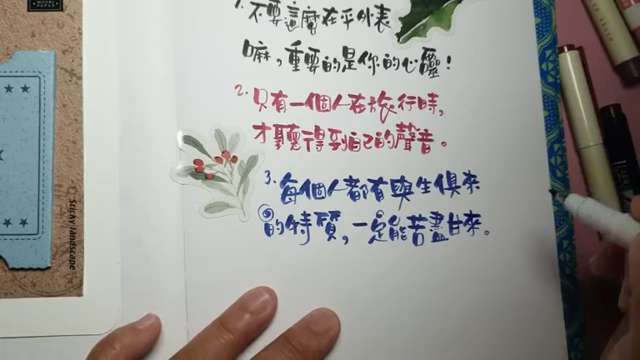 1.不要這麼在乎外表
嘛，重要的是你的心靈！
2.只有一個人在旅行時，
才聽得到自己的聲音。
3.每個人都有與生俱來
的特質，一定能苦盡甘來。
Sticky landscape